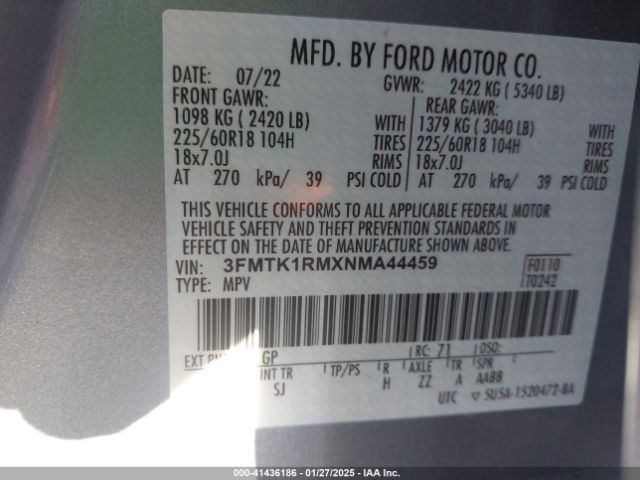 MFD. BY FORD MOTOR CO.
DATE: 07/22 GVWR: 2422 KG ( 5340 LB)
FRONT GAWR: REAR GAWR:
1098 KG ( 2420 LB) WITH 1379 KG ( 3040 LB) WITH
225/60R18 104H TIRES 225/60R18 104H TIRES
18x7.0J RIMS 18x7.0J RIMS
AT 270 kPa/ 39 PSI COLD AT 270 kPa/ 39 PSI COLD
THIS VEHICLE CONFORMS TO ALL APPLICABLE FEDERAL MOTOR
VEHICLE SAFETY AND THEFT PREVENTION STANDARDS IN
EFFECT ON THE DATE OF MANUFACTURE SHOWN ABOVE.
VIN: 3FMTK1RMXNMA44459 F0110
TYPE: MPV T0242
EXT GP RC: 71 DSO:
INT TR TP/PS R AXLE TR SPR
SJ H ZZ A AA88
UTC SU5A-1520472-BA
3-41436186 - 01/27/2025 - IAA Inc.